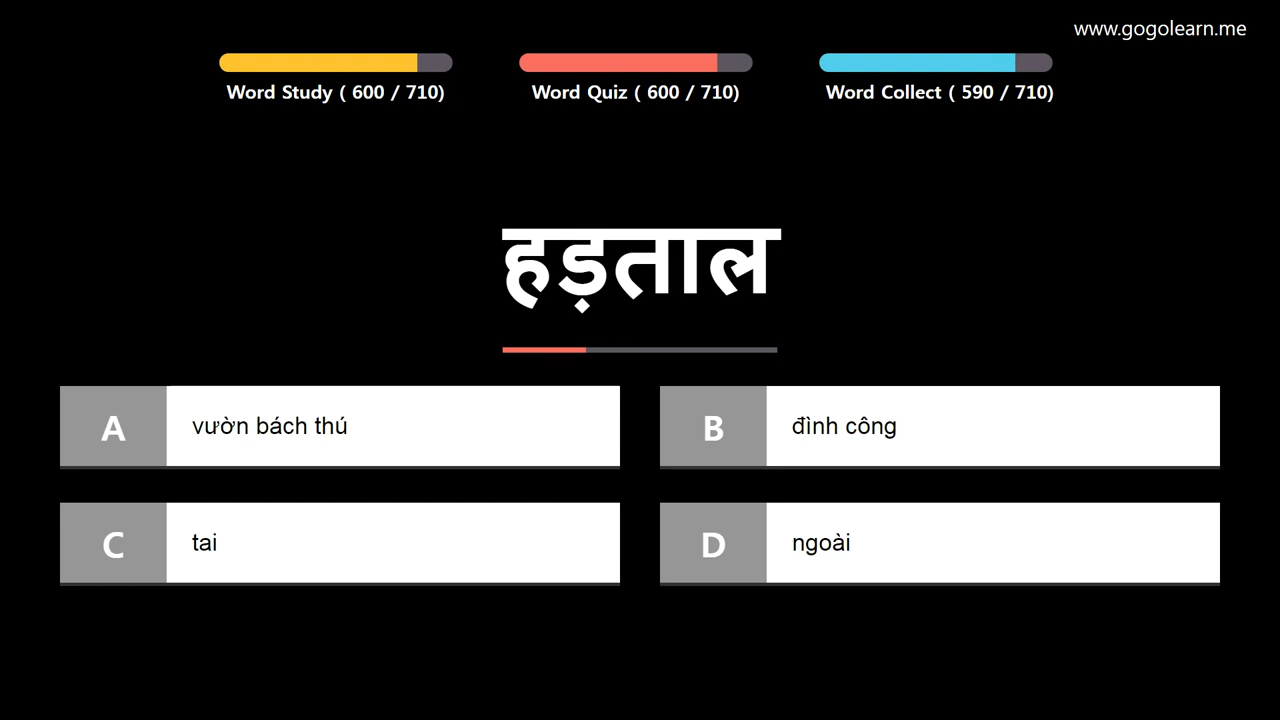 www.gogolearn.me
Word Study ( 600 / 710)
Word Quiz ( 600 / 710)
Word Collect ( 590 / 710)
हड़ताल
A
vườn bách thú
B
đình công
C
tai
D
ngoài